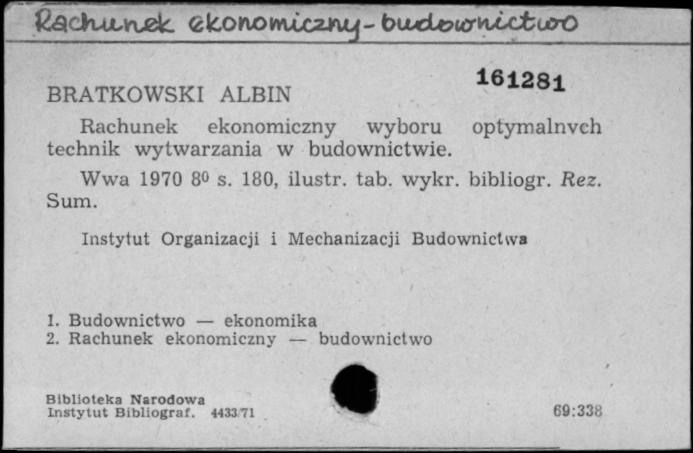 Rachunek ekonomiczny - budownictwo
161281
BRATKOWSKI ALBIN
Rachunek ekonomiczny wyboru optymalnych
technik wytwarzania w budownictwie.
Wwa 1970 8⁰ s. 180, ilustr. tab. wykr. bibliogr. Rez.
Sum.
Instytut Organizacji i Mechanizacji Budownictwa
1. Budownictwo — ekonomika
2. Rachunek ekonomiczny — budownictwo
Biblioteka Narodowa
Instytut Bibliograf. 4433/71
69:338